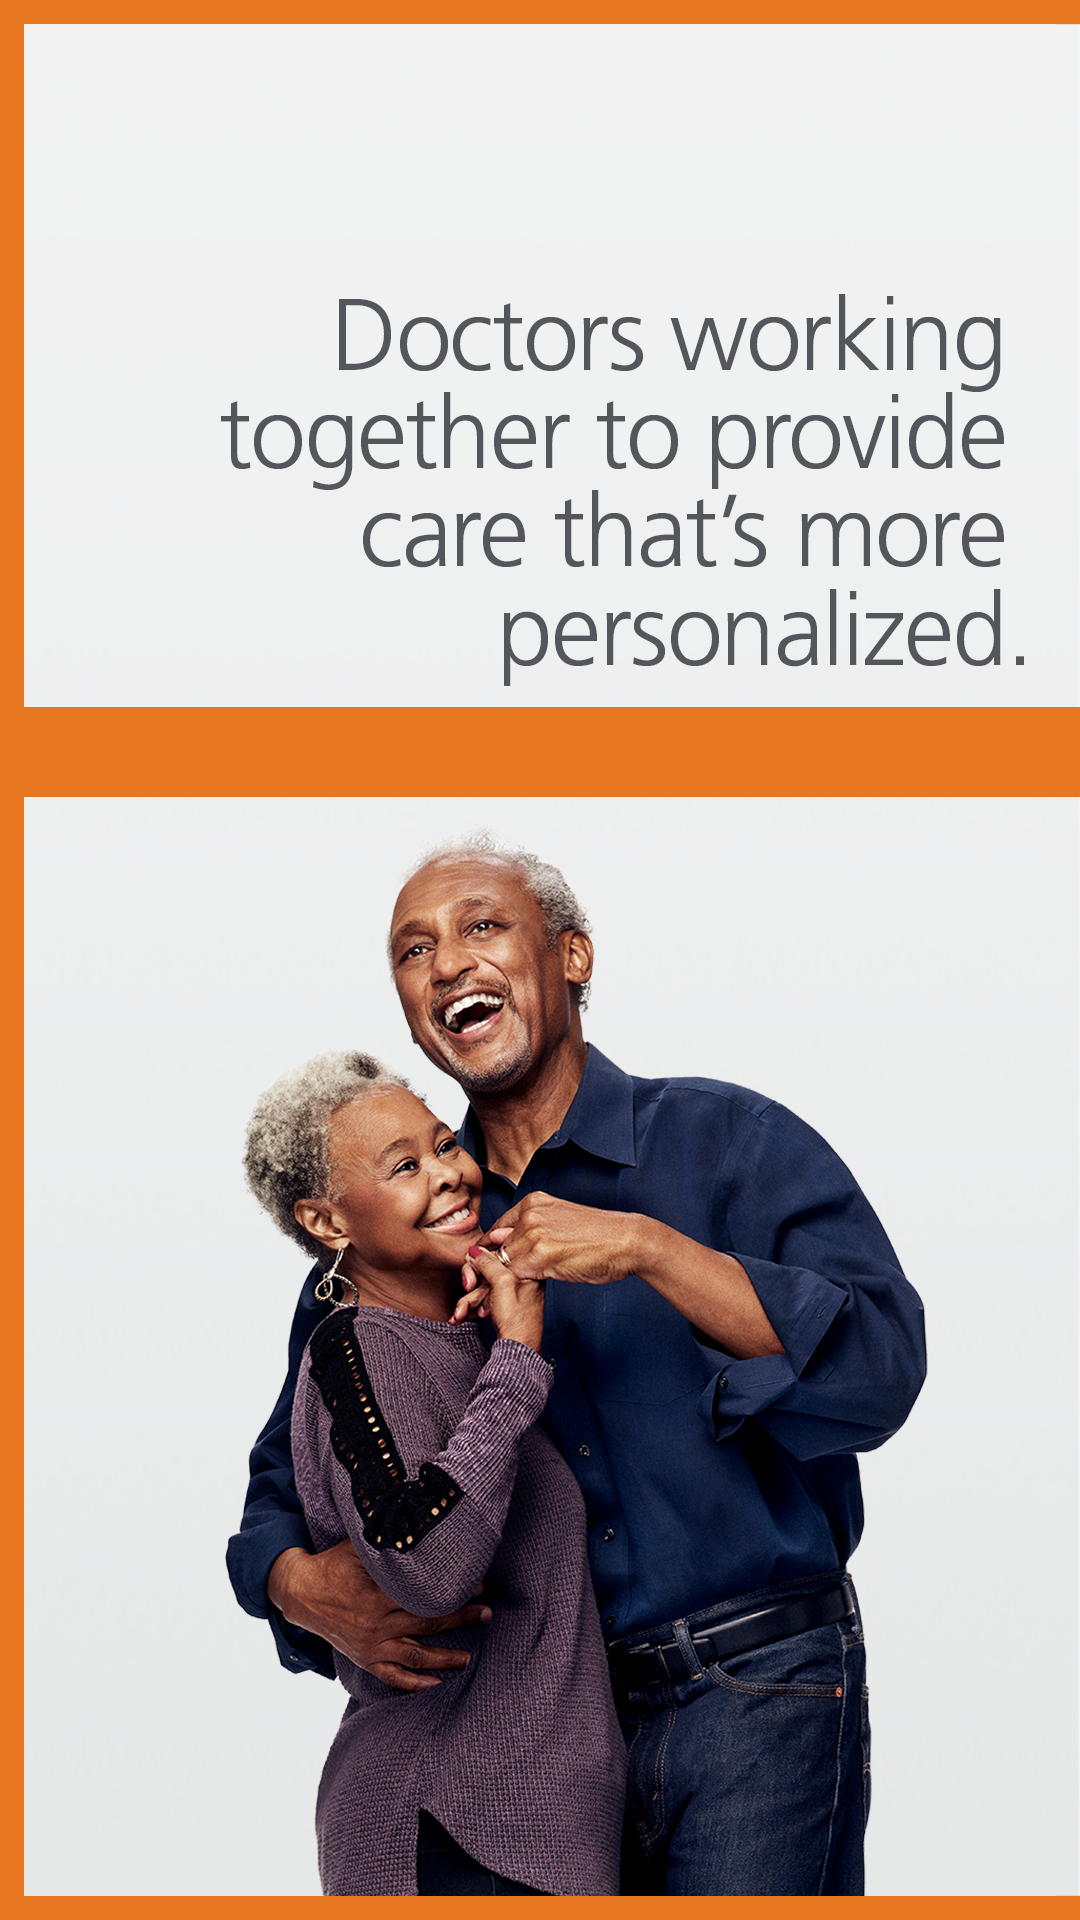 Doctors working
together to provide
care that’s more
personalized.